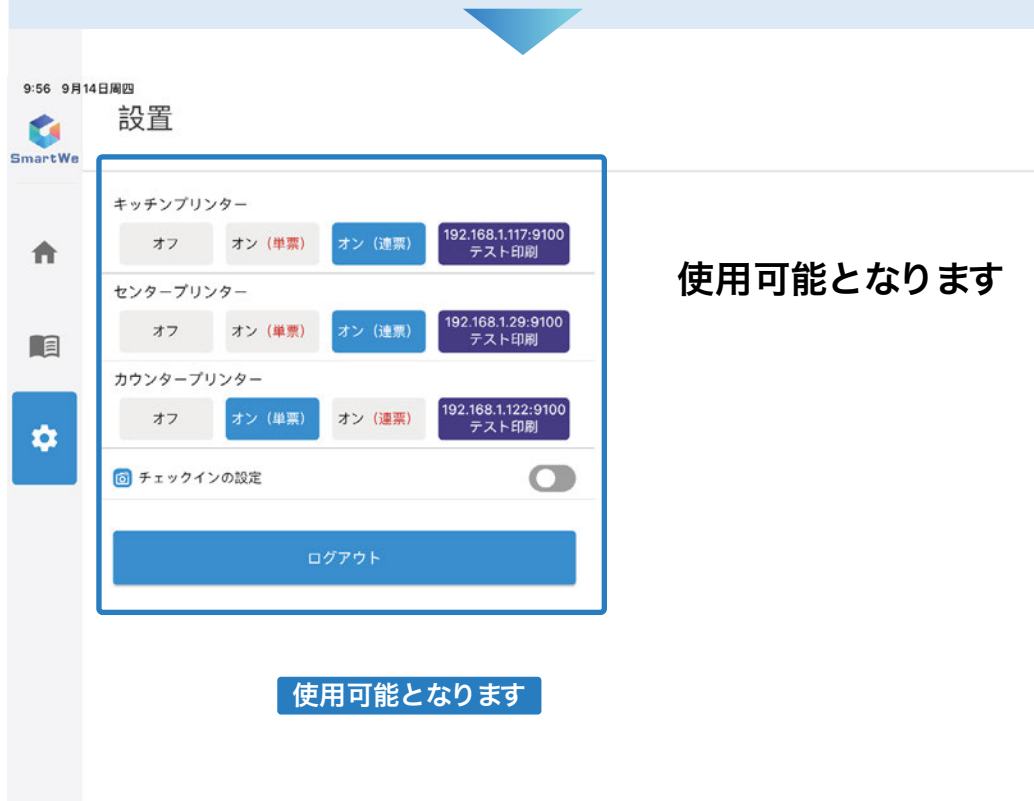 9:56 9月14日周四
設置
SmartWe
キッチンプリンター
オフ
オン（単票）
オン（連票）
192.168.1.117:9100
テスト印刷
センタープリンター
オフ
オン（単票）
オン（連票）
192.168.1.29:9100
テスト印刷
カウンタープリンター
オフ
オン（単票）
オン（連票）
192.168.1.122:9100
テスト印刷
チェックインの設定
ログアウト
使用可能となります
使用可能となります